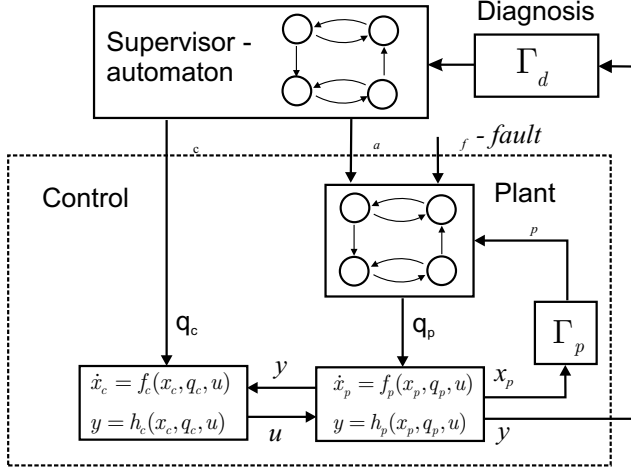 Diagnosis
Supervisor -
automaton
Γd
c
a
f - fault
Control
Plant
p
qc
qp
Γp
y
xp
ẋc = fc(xc, qc, u)
y = hc(xc, qc, u)
u
ẋp = fp(xp, qp, u)
y = hp(xp, qp, u)
y